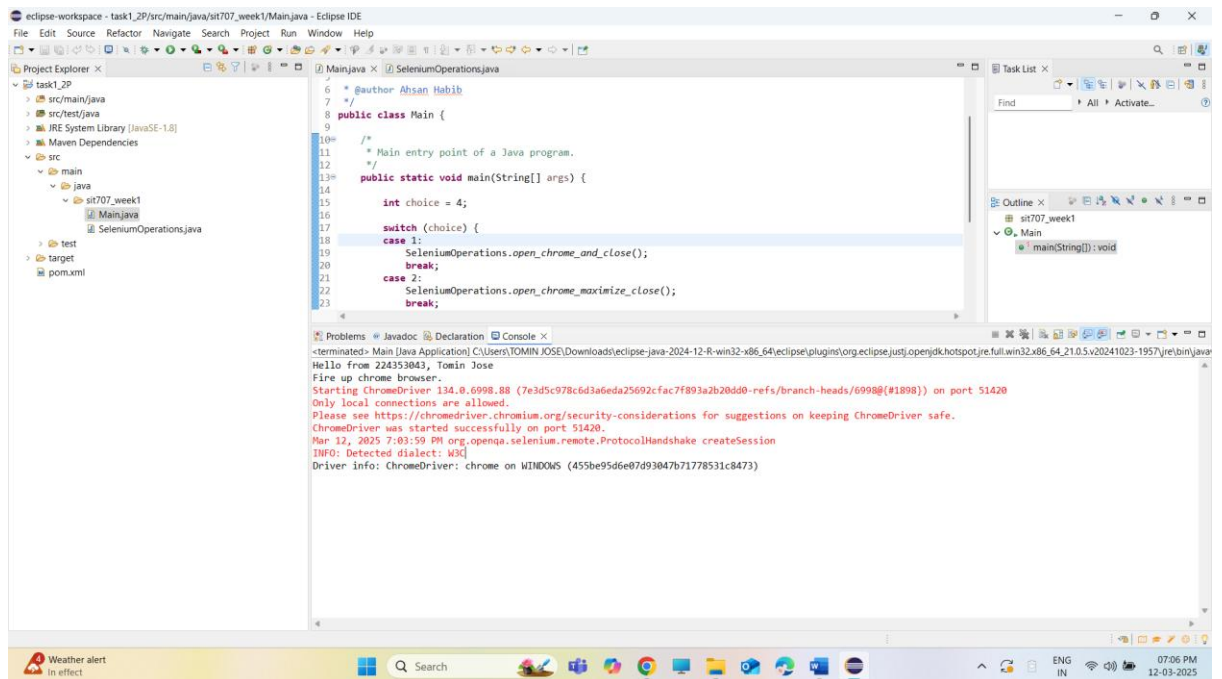 eclipse-workspace - task1_2P/src/main/java/sit707_week1/Main.java - Eclipse IDE
File Edit Source Refactor Navigate Search Project Run Window Help
Project Explorer
task1_2P
src/main/java
src/test/java
JRE System Library [JavaSE-1.8]
Maven Dependencies
src
main
java
sit707_week1
Main.java
SeleniumOperations.java
test
target
pom.xml
Main.java SeleniumOperations.java
6 * @author Ahsan Habib
7 */
8 public class Main {
9
10 /*
11 * Main entry point of a Java program.
12 */
13 public static void main(String[] args) {
14
15 int choice = 4;
16
17 switch (choice) {
18 case 1:
19 SeleniumOperations.open_chrome_and_close();
20 break;
21 case 2:
22 SeleniumOperations.open_chrome_maximize_close();
23 break;
Task List
Find All Activate...
Outline
sit707_week1
Main
main(String[]) : void
Problems Javadoc Declaration Console
<terminated> Main [Java Application] C:\Users\TOMIN JOSE\Downloads\eclipse-java-2024-12-R-win32-x86_64\eclipse\plugins\org.eclipse.justj.openjdk.hotspot.jre.full.win32.x86_64_21.0.5.v20241023-1957\jre\bin\java
Hello from 224353043, Tomin Jose
Fire up chrome browser.
Starting ChromeDriver 134.0.6998.88 (7e3d5c978c6d3a6eda25692cfac7f893a2b20dd0-refs/branch-heads/6998@{#1898}) on port 51420
Only local connections are allowed.
Please see https://chromedriver.chromium.org/security-considerations for suggestions on keeping ChromeDriver safe.
ChromeDriver was started successfully on port 51420.
Mar 12, 2025 7:03:59 PM org.openqa.selenium.remote.ProtocolHandshake createSession
INFO: Detected dialect: W3C
Driver info: ChromeDriver: chrome on WINDOWS (455be95d6e07d93047b71778531c8473)
4
Weather alert
In effect
Search
ENG
IN
07:06 PM
12-03-2025